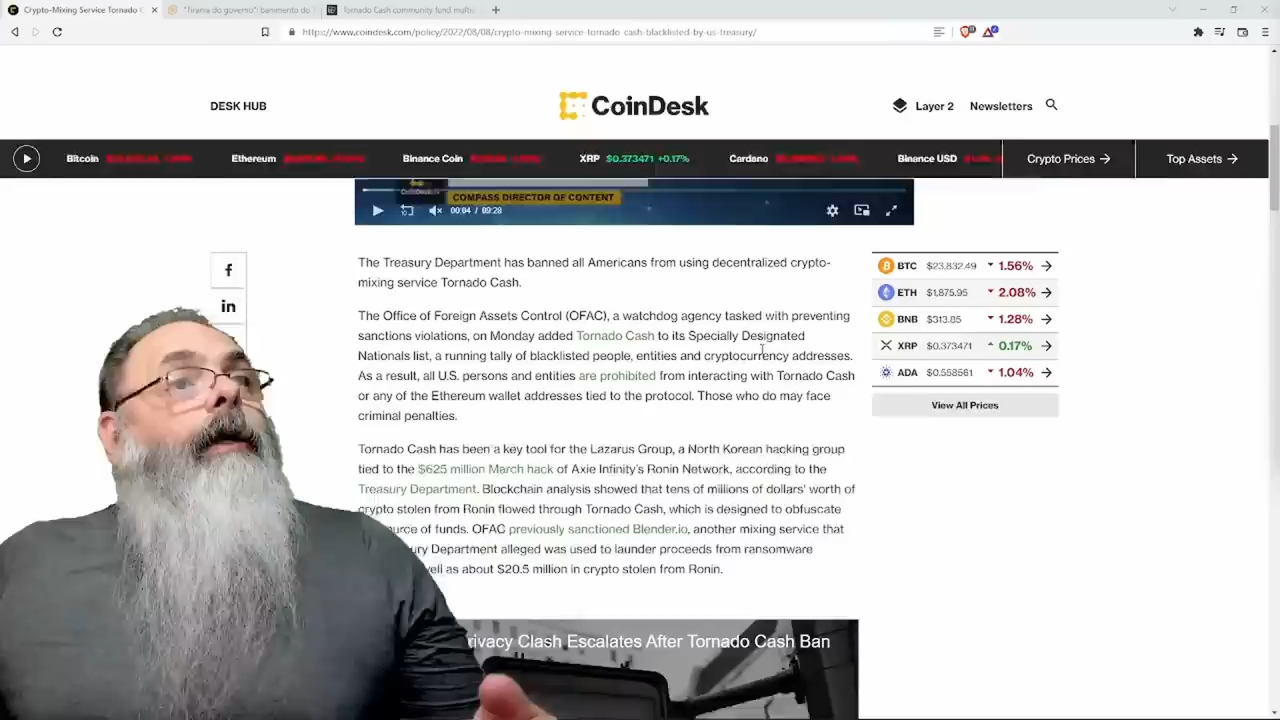 Crypto-Mixing Service Tornado C
"Tirania do governo": banimento do T
Tornado Cash community fund multis
https://www.coindesk.com/policy/2022/08/08/crypto-mixing-service-tornado-cash-blacklisted-by-us-treasury/
DESK HUB
CoinDesk
Layer 2
Newsletters
Bitcoin
Ethereum
Binance Coin
XRP $0.373471 +0.17%
Cardano
Binance USD
Crypto Prices
Top Assets
COMPASS DIRECTOR OF CONTENT
00:04 / 09:28
The Treasury Department has banned all Americans from using decentralized crypto-
mixing service Tornado Cash.
The Office of Foreign Assets Control (OFAC), a watchdog agency tasked with preventing
sanctions violations, on Monday added Tornado Cash to its Specially Designated
Nationals list, a running tally of blacklisted people, entities and cryptocurrency addresses.
As a result, all U.S. persons and entities are prohibited from interacting with Tornado Cash
or any of the Ethereum wallet addresses tied to the protocol. Those who do may face
criminal penalties.
Tornado Cash has been a key tool for the Lazarus Group, a North Korean hacking group
tied to the $625 million March hack of Axie Infinity's Ronin Network, according to the
Treasury Department. Blockchain analysis showed that tens of millions of dollars' worth of
crypto stolen from Ronin flowed through Tornado Cash, which is designed to obfuscate
ource of funds. OFAC previously sanctioned Blender.io, another mixing service that
ury Department alleged was used to launder proceeds from ransomware
vell as about $20.5 million in crypto stolen from Ronin.
BTC $23,832.49 1.56%
ETH $1,875.95 2.08%
BNB $313.85 1.28%
XRP $0.373471 0.17%
ADA $0.558561 1.04%
View All Prices
rivacy Clash Escalates After Tornado Cash Ban